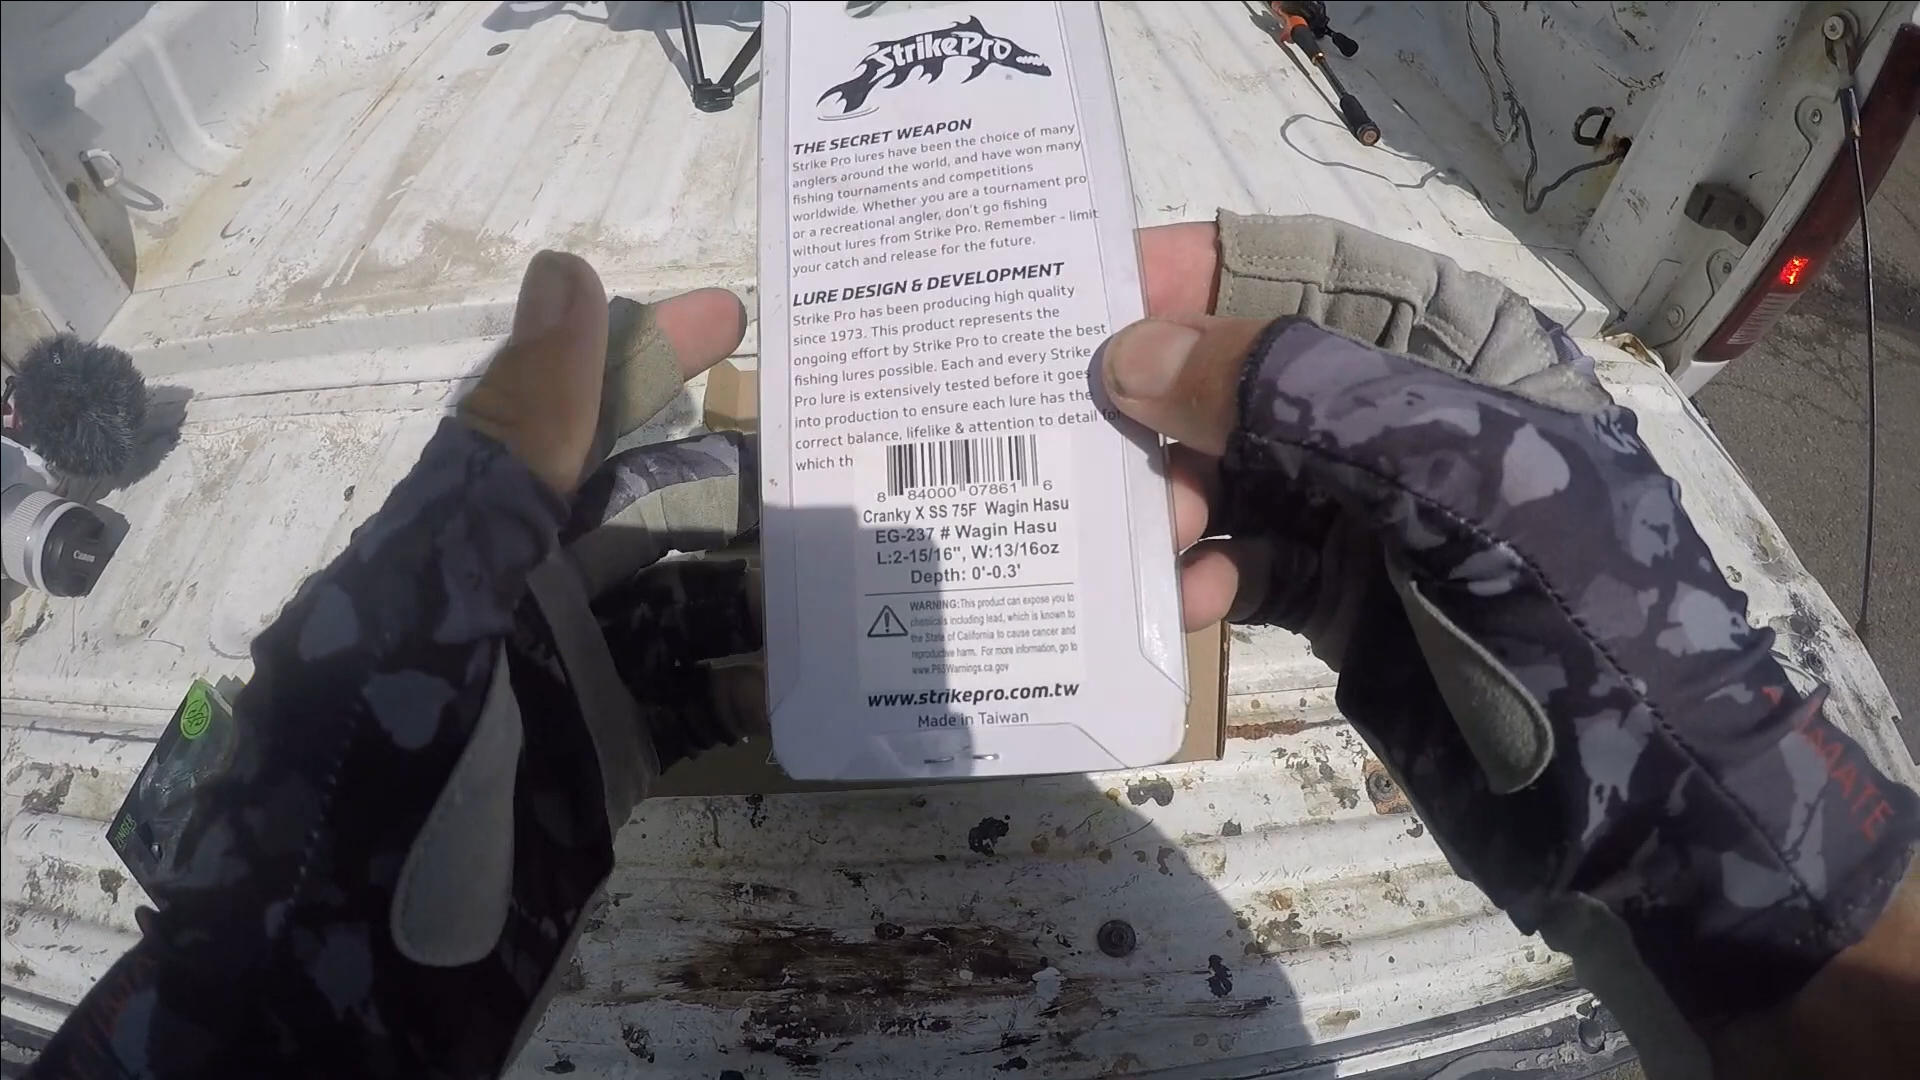 StrikePro
THE SECRET WEAPON
Strike Pro lures have been the choice of many
anglers around the world, and have won many
fishing tournaments and competitions
worldwide. Whether you are a tournament pro
or a recreational angler, don't go fishing
without lures from Strike Pro. Remember - limit
your catch and release for the future.
LURE DESIGN & DEVELOPMENT
Strike Pro has been producing high quality
since 1973. This product represents the
ongoing effort by Strike Pro to create the best
fishing lures possible. Each and every Strike
Pro lure is extensively tested before it goes
into production to ensure each lure has the
correct balance, lifelike & attention to detail for
which th
8 84000 07861 6
Cranky X SS 75F Wagin Hasu
EG-237 # Wagin Hasu
L:2-15/16", W:13/16oz
Depth: 0'-0.3'
WARNING: This product can expose you to
chemicals including lead, which is known to
the State of California to cause cancer and
reproductive harm. For more information, go to
www.P65Warnings.ca.gov
www.strikepro.com.tw
Made in Taiwan
Canon
ZINGER